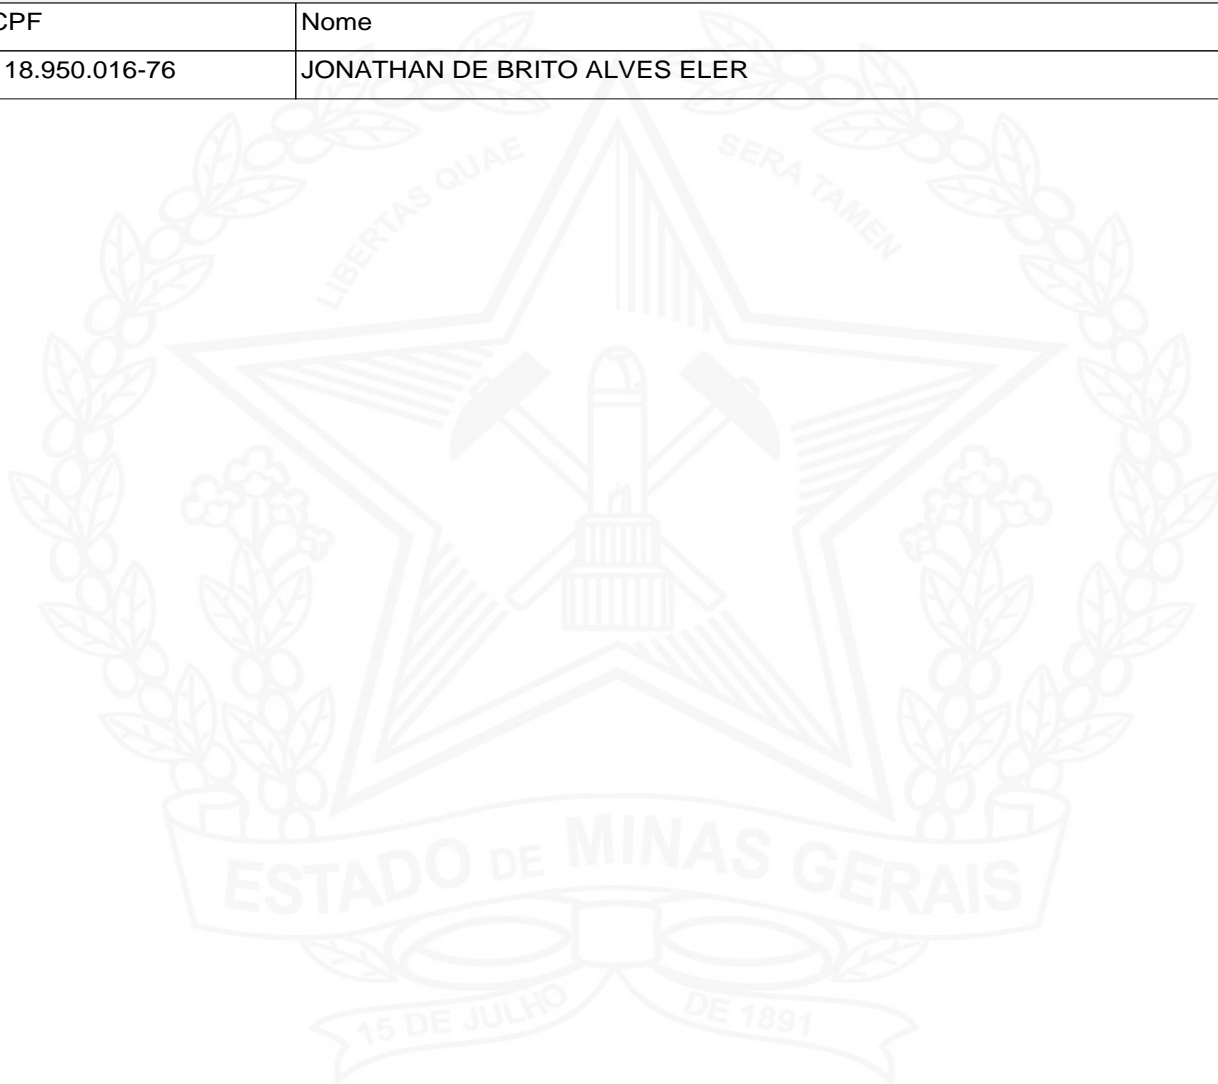 CPF Nome
18.950.016-76 JONATHAN DE BRITO ALVES ELER
LIBERTAS QUAE SERA TAMEN
ESTADO DE MINAS GERAIS
15 DE JULHO DE 1891